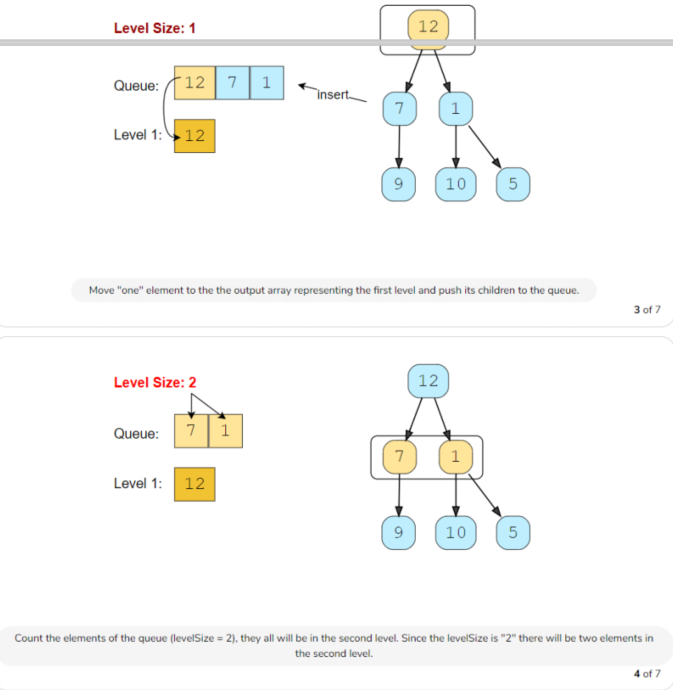 Level Size: 1
12
Queue: 12 7 1
insert
7 1
Level 1: 12
9 10 5
Move "one" element to the the output array representing the first level and push its children to the queue.
3 of 7
Level Size: 2
12
Queue: 7 1
7 1
Level 1: 12
9 10 5
Count the elements of the queue (levelSize = 2), they all will be in the second level. Since the levelSize is "2" there will be two elements in
the second level.
4 of 7